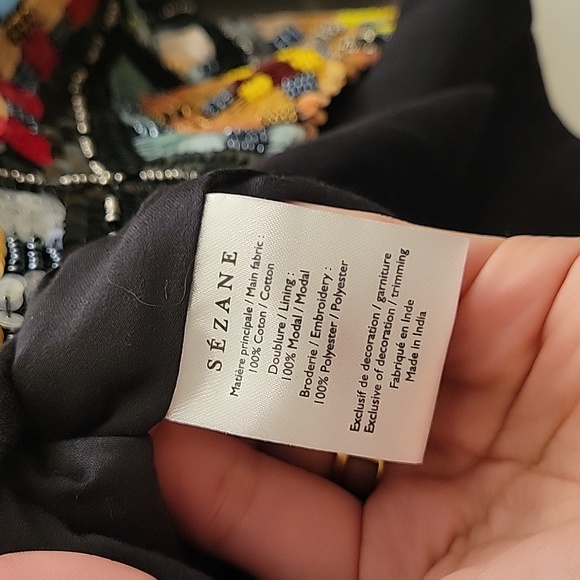 SÉZANE
Matière principale / Main fabric :
100% Coton / Cotton
Doublure / Lining :
100% Modal / Modal
Broderie / Embroidery :
100% Polyester / Polyester
Exclusif de decoration / garniture
Exclusive of decoration / trimming
Fabriqué en Inde
Made in India